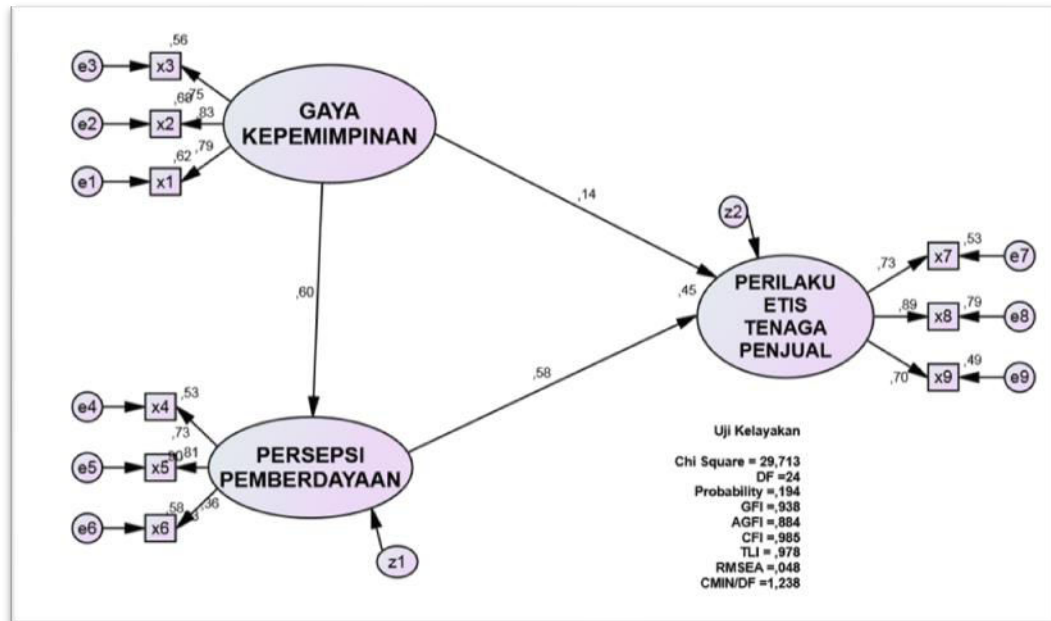 ,56
e3
x3
,75
GAYA
KEPEMIMPINAN
e2
x2
,83
,62
,79
e1
x1
,14
z2
,60
,45
PERILAKU
ETIS
TENAGA
PENJUAL
,73
x7
,53
e7
,89
x8
,79
e8
,70
x9
,49
e9
,58
e4
x4
,53
,73
PERSEPSI
PEMBERDAYAAN
e5
x5
,81
,58
,36
e6
x6
z1
Uji Kelayakan
Chi Square = 29,713
DF =24
Probability =,194
GFI =,938
AGFI =,884
CFI =,985
TLI = ,978
RMSEA =,048
CMIN/DF =1,238